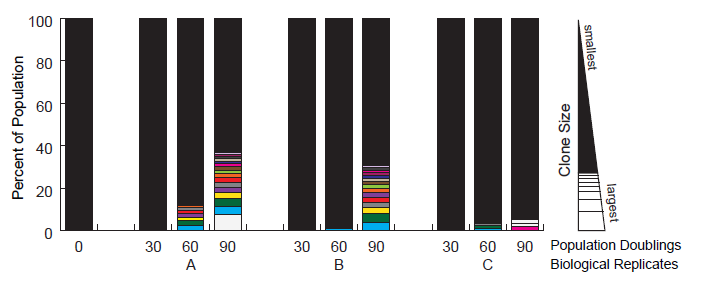 Percent of Population
100
80
60
40
20
0
0 30 60 90 30 60 90 30 60 90 Population Doublings
A B C Biological Replicates
Clone Size
smallest
largest